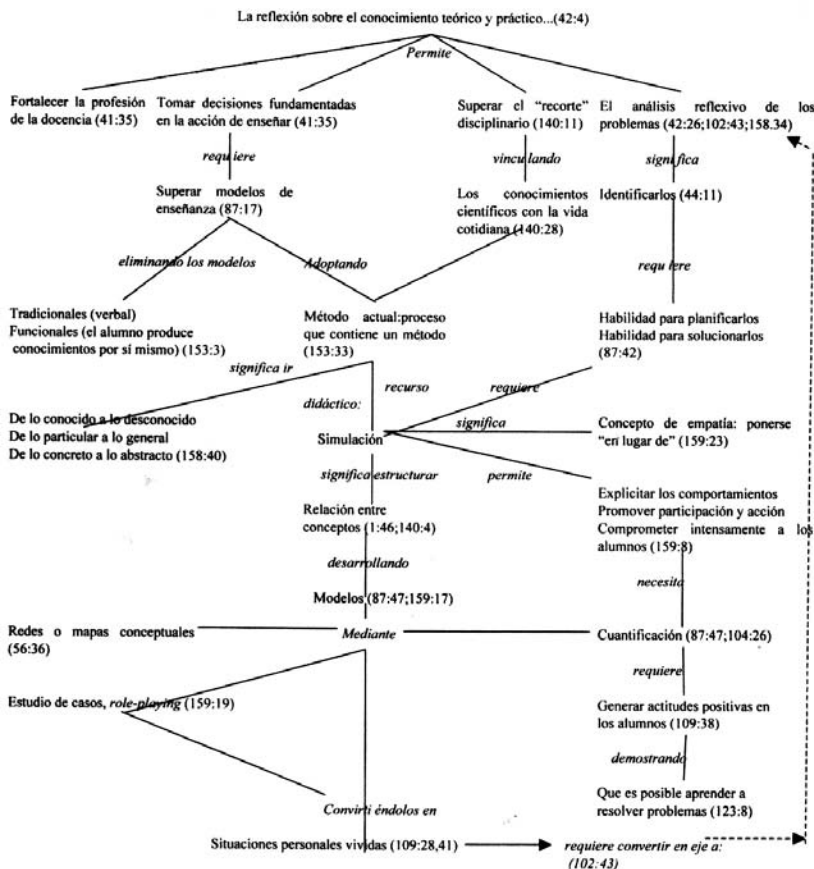 La reflexión sobre el conocimiento teórico y práctico...(42:4)
Permite
Fortalecer la profesión
de la docencia (41:35)
Tomar decisiones fundamentadas
en la acción de enseñar (41:35)
Superar el “recorte”
disciplinario (140:11)
El análisis reflexivo de los
problemas (42:26;102:43;158.34)
requiere
vinculando
significa
Superar modelos de
enseñanza (87:17)
Los conocimientos
científicos con la vida
cotidiana (140:28)
Identificarlos (44:11)
eliminando los modelos
Adoptando
requiere
Tradicionales (verbal)
Funcionales (el alumno produce
conocimientos por sí mismo) (153:3)
Método actual:proceso
que contiene un método
(153:33)
Habilidad para planificarlos
Habilidad para solucionarlos
(87:42)
significa ir
recurso
didáctico:
requiere
De lo conocido a lo desconocido
De lo particular a lo general
De lo concreto a lo abstracto (158:40)
Simulación
significa
Concepto de empatía: ponerse
“en lugar de” (159:23)
significa estructurar
permite
Relación entre
conceptos (1:46;140:4)
Explicitar los comportamientos
Promover participación y acción
Comprometer intensamente a los
alumnos (159:8)
desarrollando
necesita
Modelos (87:47;159:17)
Redes o mapas conceptuales
(56:36)
Mediante
Cuantificación (87:47;104:26)
requiere
Estudio de casos, role-playing (159:19)
Generar actitudes positivas en
los alumnos (109:38)
demostrando
Que es posible aprender a
resolver problemas (123:8)
Convirti éndolos en
Situaciones personales vividas (109:28,41)
requiere convertir en eje a:
(102:43)